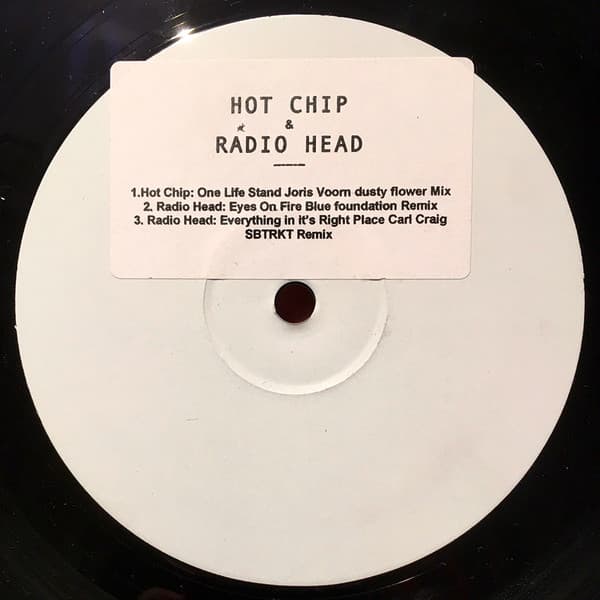 HOT CHIP
&
RADIO HEAD
1.Hot Chip: One Life Stand Joris Voorn dusty flower Mix
2. Radio Head: Eyes On Fire Blue foundation Remix
3. Radio Head: Everything in it's Right Place Carl Craig
SBTRKT Remix